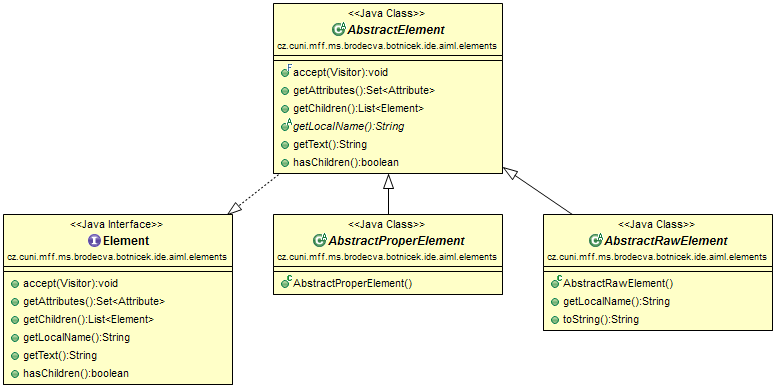 <<Java Class>>
AbstractElement
cz.cuni.mff.ms.brodecva.botnicek.ide.aiml.elements
accept(Visitor):void
getAttributes():Set<Attribute>
getChildren():List<Element>
getLocalName():String
getText():String
hasChildren():boolean
<<Java Interface>>
Element
cz.cuni.mff.ms.brodecva.botnicek.ide.aiml.elements
accept(Visitor):void
getAttributes():Set<Attribute>
getChildren():List<Element>
getLocalName():String
getText():String
hasChildren():boolean
<<Java Class>>
AbstractProperElement
cz.cuni.mff.ms.brodecva.botnicek.ide.aiml.elements
AbstractProperElement()
<<Java Class>>
AbstractRawElement
cz.cuni.mff.ms.brodecva.botnicek.ide.aiml.elements
AbstractRawElement()
getLocalName():String
toString():String